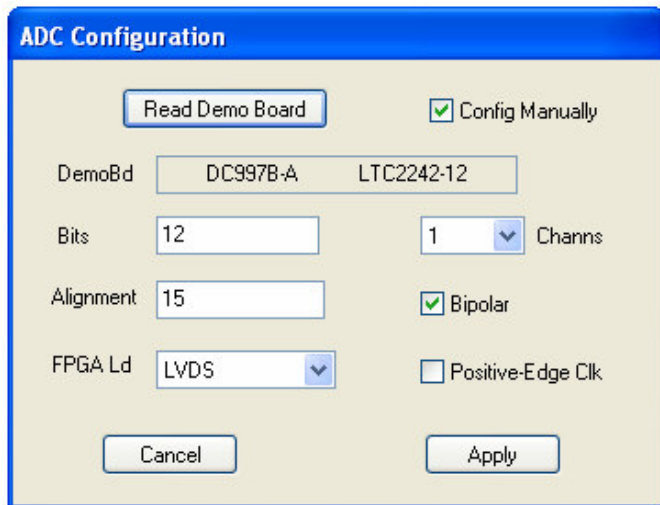 ADC Configuration
Read Demo Board Config Manually
DemoBd DC997B-A LTC2242-12
Bits 12 1 Channs
Alignment 15 Bipolar
FPGA Ld LVDS Positive-Edge Clk
Cancel Apply